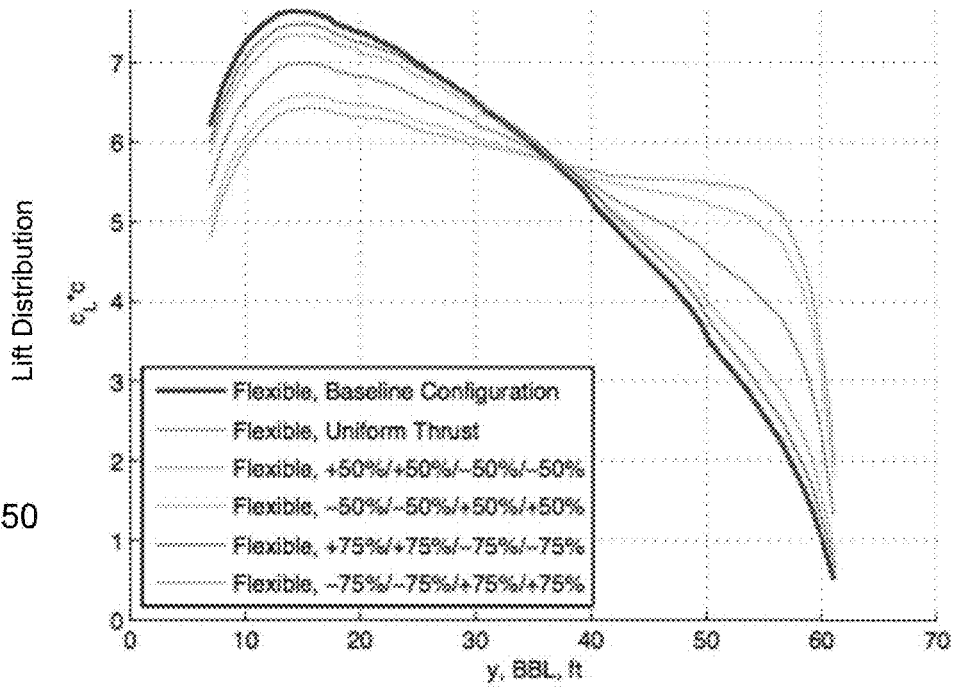 7
6
5
4
3
2
1
0
Lift Distribution
c_L*c
50
Flexible, Baseline Configuration
Flexible, Uniform Thrust
Flexible, +50%/+50%/-50%/-50%
Flexible, -50%/-50%/+50%/+50%
Flexible, +75%/+75%/-75%/-75%
Flexible, -75%/-75%/+75%/+75%
0 10 20 30 40 50 60 70
y, BBL, ft